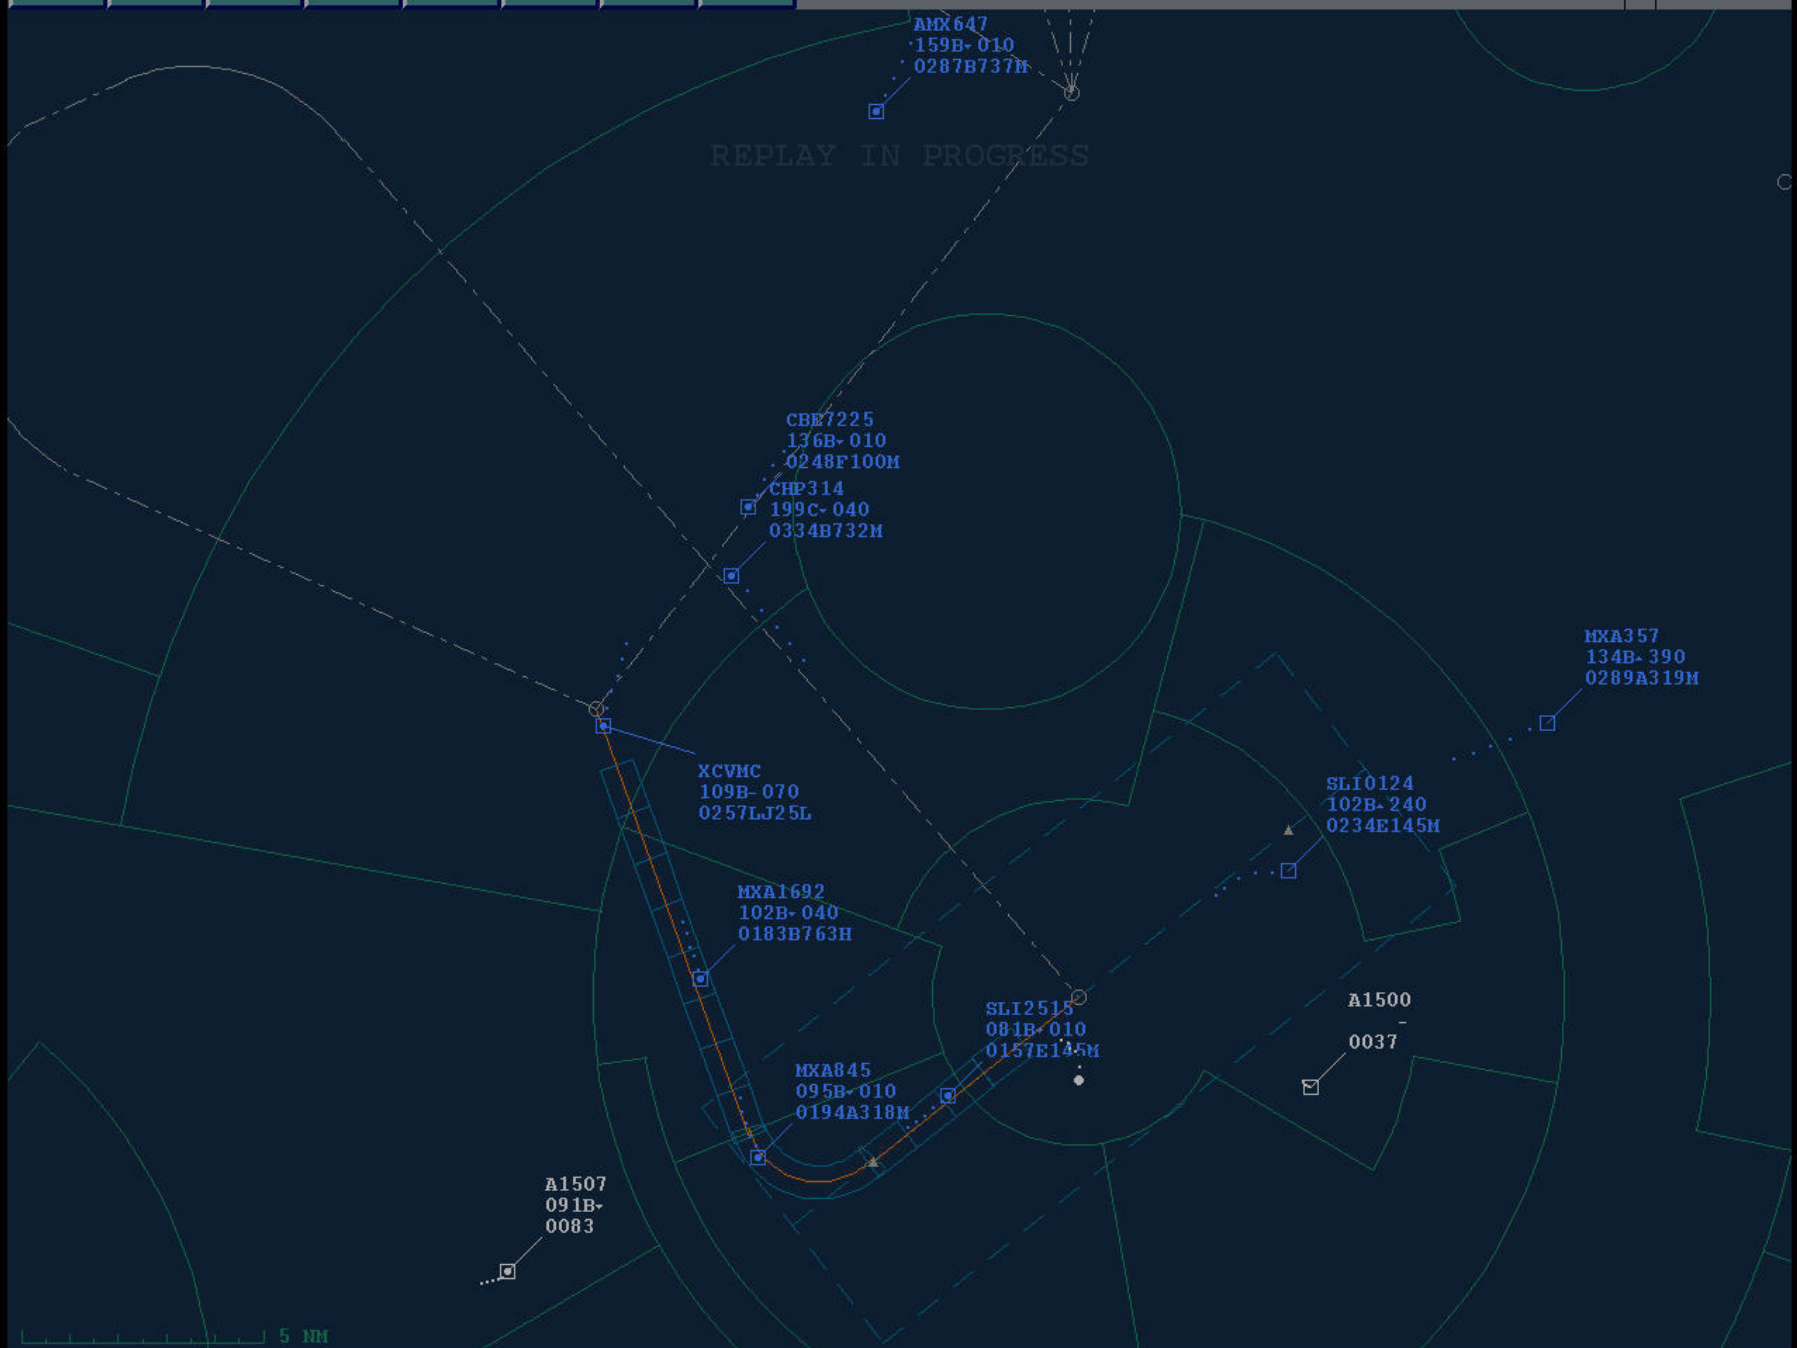 AMX647
159B 010
0287B737M
REPLAY IN PROGRESS
CBE7225
136B 010
0248F100M
CHP314
199C 040
0334B732M
MXA357
134B 390
0289A319M
XCVMC
109B-070
0257LJ25L
SLI0124
102B 240
0234E145M
MXA1692
102B 040
0183B763H
SLI2515
081B 010
0157E145M
A1500
-
0037
MXA845
095B 010
0194A318M
A1507
091B
0083
5 NM